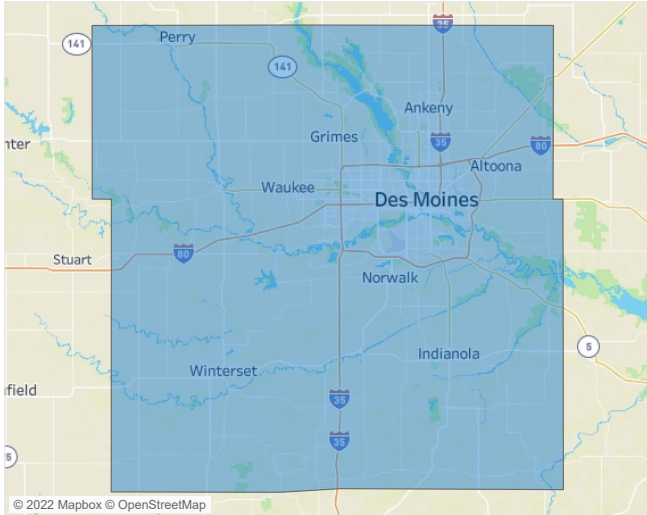 35
141
Perry
141
Ankeny
Grimes
35
80
nter
Altoona
Waukee
Des Moines
80
Stuart
Norwalk
5
Indianola
Winterset
nfield
35
35
5
© 2022 Mapbox © OpenStreetMap